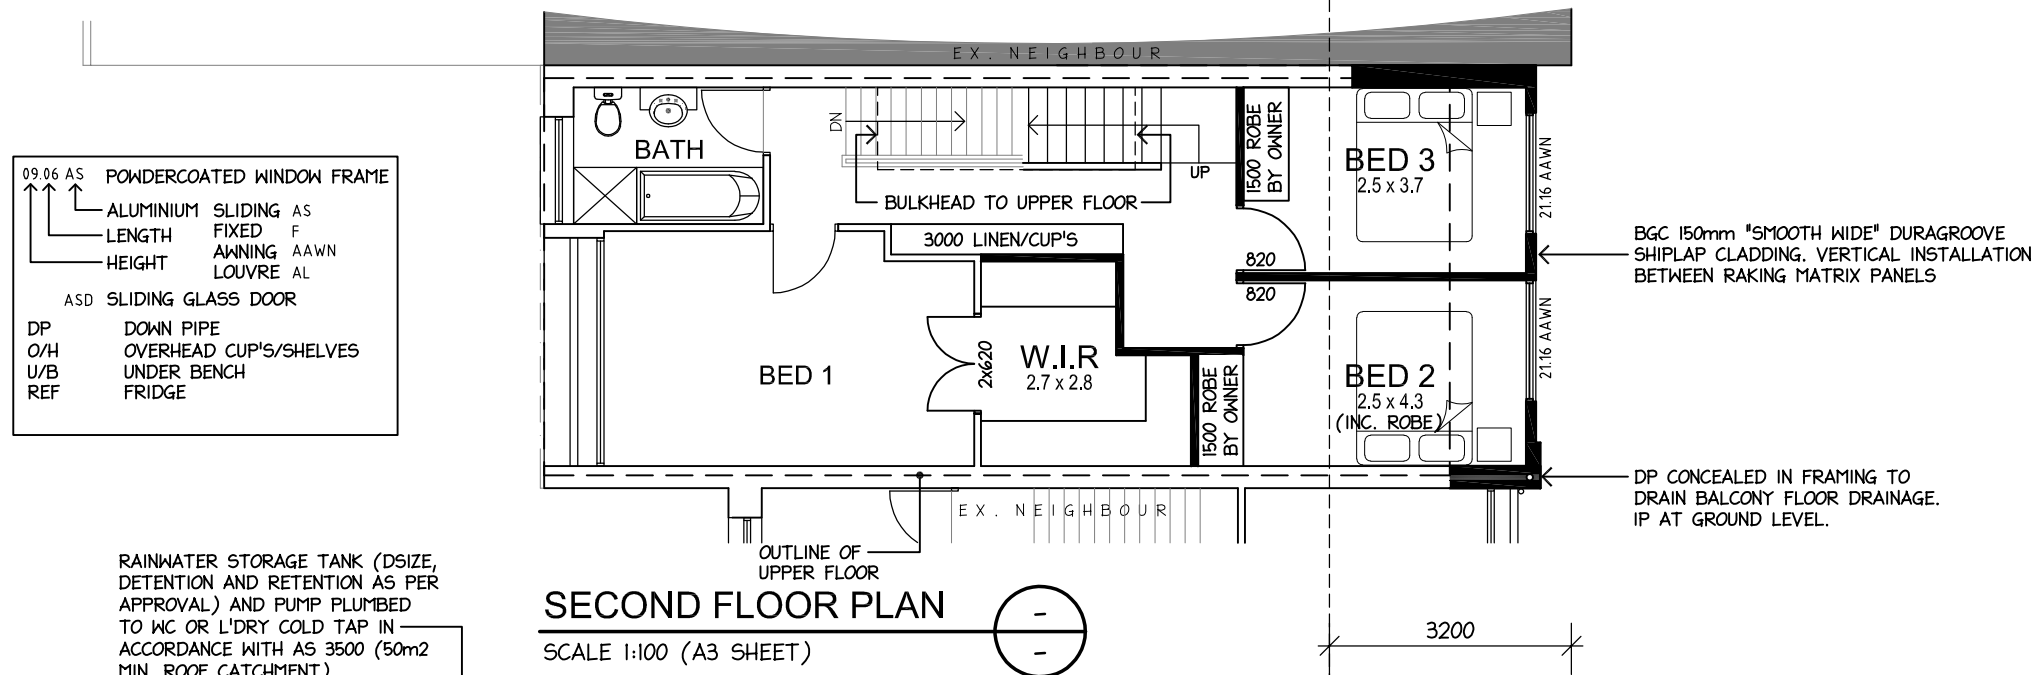 EX. NEIGHBOUR
09.06 AS POWDERCOATED WINDOW FRAME
ALUMINIUM SLIDING AS
LENGTH FIXED F
HEIGHT AWNING AAWN
LOUVRE AL
ASD SLIDING GLASS DOOR
DP DOWN PIPE
O/H OVERHEAD CUP'S/SHELVES
U/B UNDER BENCH
REF FRIDGE
BATH
DN
UP
BULKHEAD TO UPPER FLOOR
3000 LINEN/CUP'S
1500 ROBE
BY OWNER
BED 3
2.5 x 3.7
21.16 AAWN
820
820
BED 1
2x620
W.I.R
2.7 x 2.8
1500 ROBE
BY OWNER
BED 2
2.5 x 4.3
(INC. ROBE)
21.16 AAWN
BGC 150mm "SMOOTH WIDE" DURAGROOVE
SHIPLAP CLADDING. VERTICAL INSTALLATION
BETWEEN RAKING MATRIX PANELS
DP CONCEALED IN FRAMING TO
DRAIN BALCONY FLOOR DRAINAGE.
IP AT GROUND LEVEL.
EX. NEIGHBOUR
OUTLINE OF
UPPER FLOOR
RAINWATER STORAGE TANK (DSIZE,
DETENTION AND RETENTION AS PER
APPROVAL) AND PUMP PLUMBED
TO WC OR L'DRY COLD TAP IN
ACCORDANCE WITH AS 3500 (50m2
MIN. ROOF CATCHMENT)
SECOND FLOOR PLAN
SCALE 1:100 (A3 SHEET)
-
-
3200